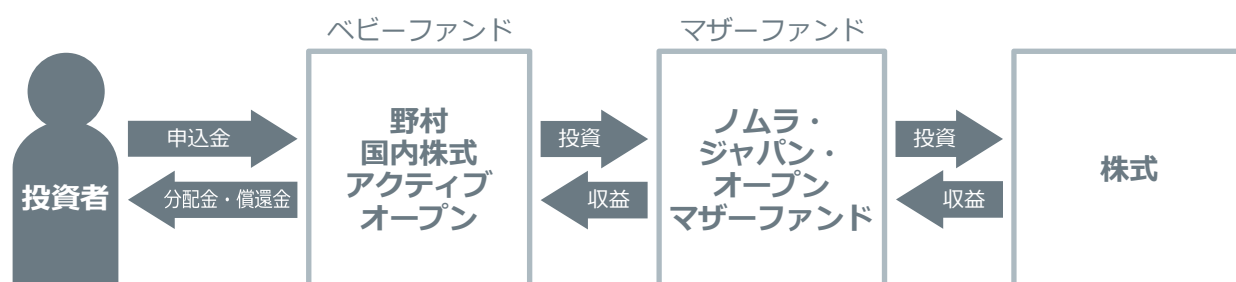 ベビーファンド
マザーファンド
投資者
申込金
分配金・償還金
野村
国内株式
アクティブ
オープン
投資
収益
ノムラ・
ジャパン・
オープン
マザーファンド
投資
収益
株式